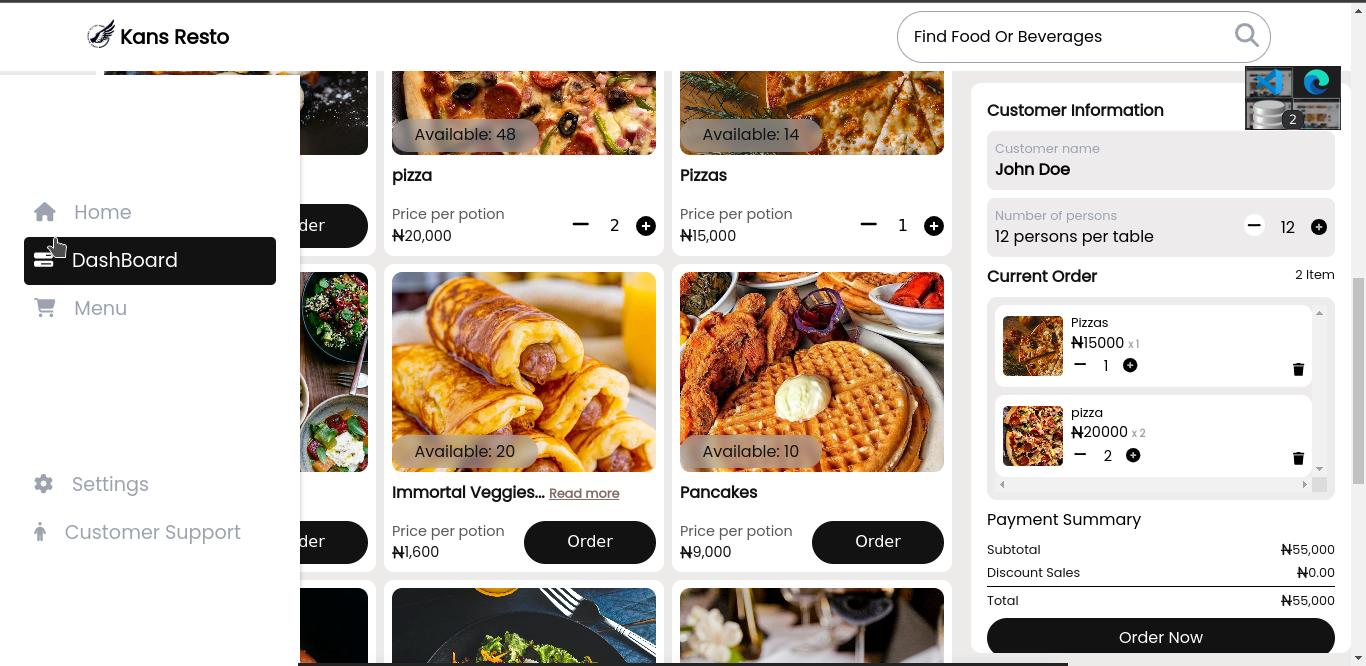 Kans Resto
Find Food Or Beverages
Home
DashBoard
Menu
Settings
Customer Support
Available: 48
pizza
Price per potion
₦20,000
2
Available: 14
Pizzas
Price per potion
₦15,000
1
der
Available: 20
Immortal Veggies... Read more
Price per potion
₦1,600
Order
Available: 10
Pancakes
Price per potion
₦9,000
Order
der
2
Customer Information
Customer name
John Doe
Number of persons
12 persons per table
12
Current Order
2 Item
Pizzas
₦15000 x 1
1
pizza
₦20000 x 2
2
Payment Summary
Subtotal ₦55,000
Discount Sales ₦0.00
Total ₦55,000
Order Now